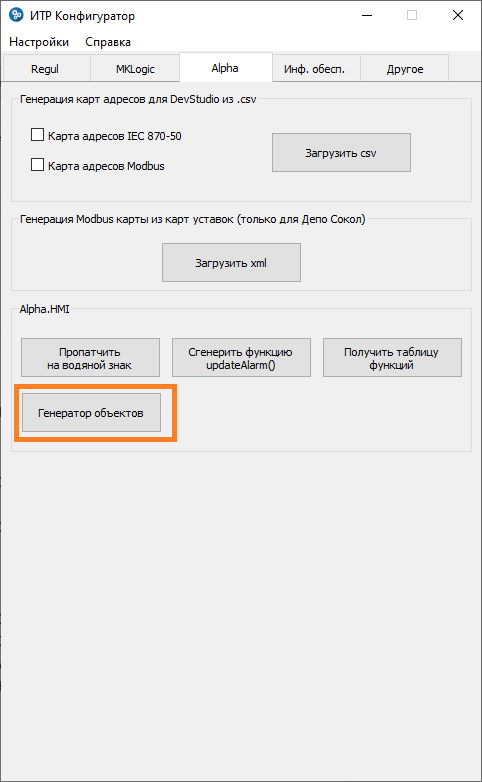 ИТР Конфигуратор
Настройки Справка
Regul MKLogic Alpha Инф. обесп. Другое
Генерация карт адресов для DevStudio из .csv
Карта адресов IEC 870-50
Загрузить csv
Карта адресов Modbus
Генерация Modbus карты из карт уставок (только для Депо Сокол)
Загрузить xml
Alpha.HMI
Пропатчить
на водяной знак
Сгенерить функцию
updateAlarm()
Получить таблицу
функций
Генератор объектов